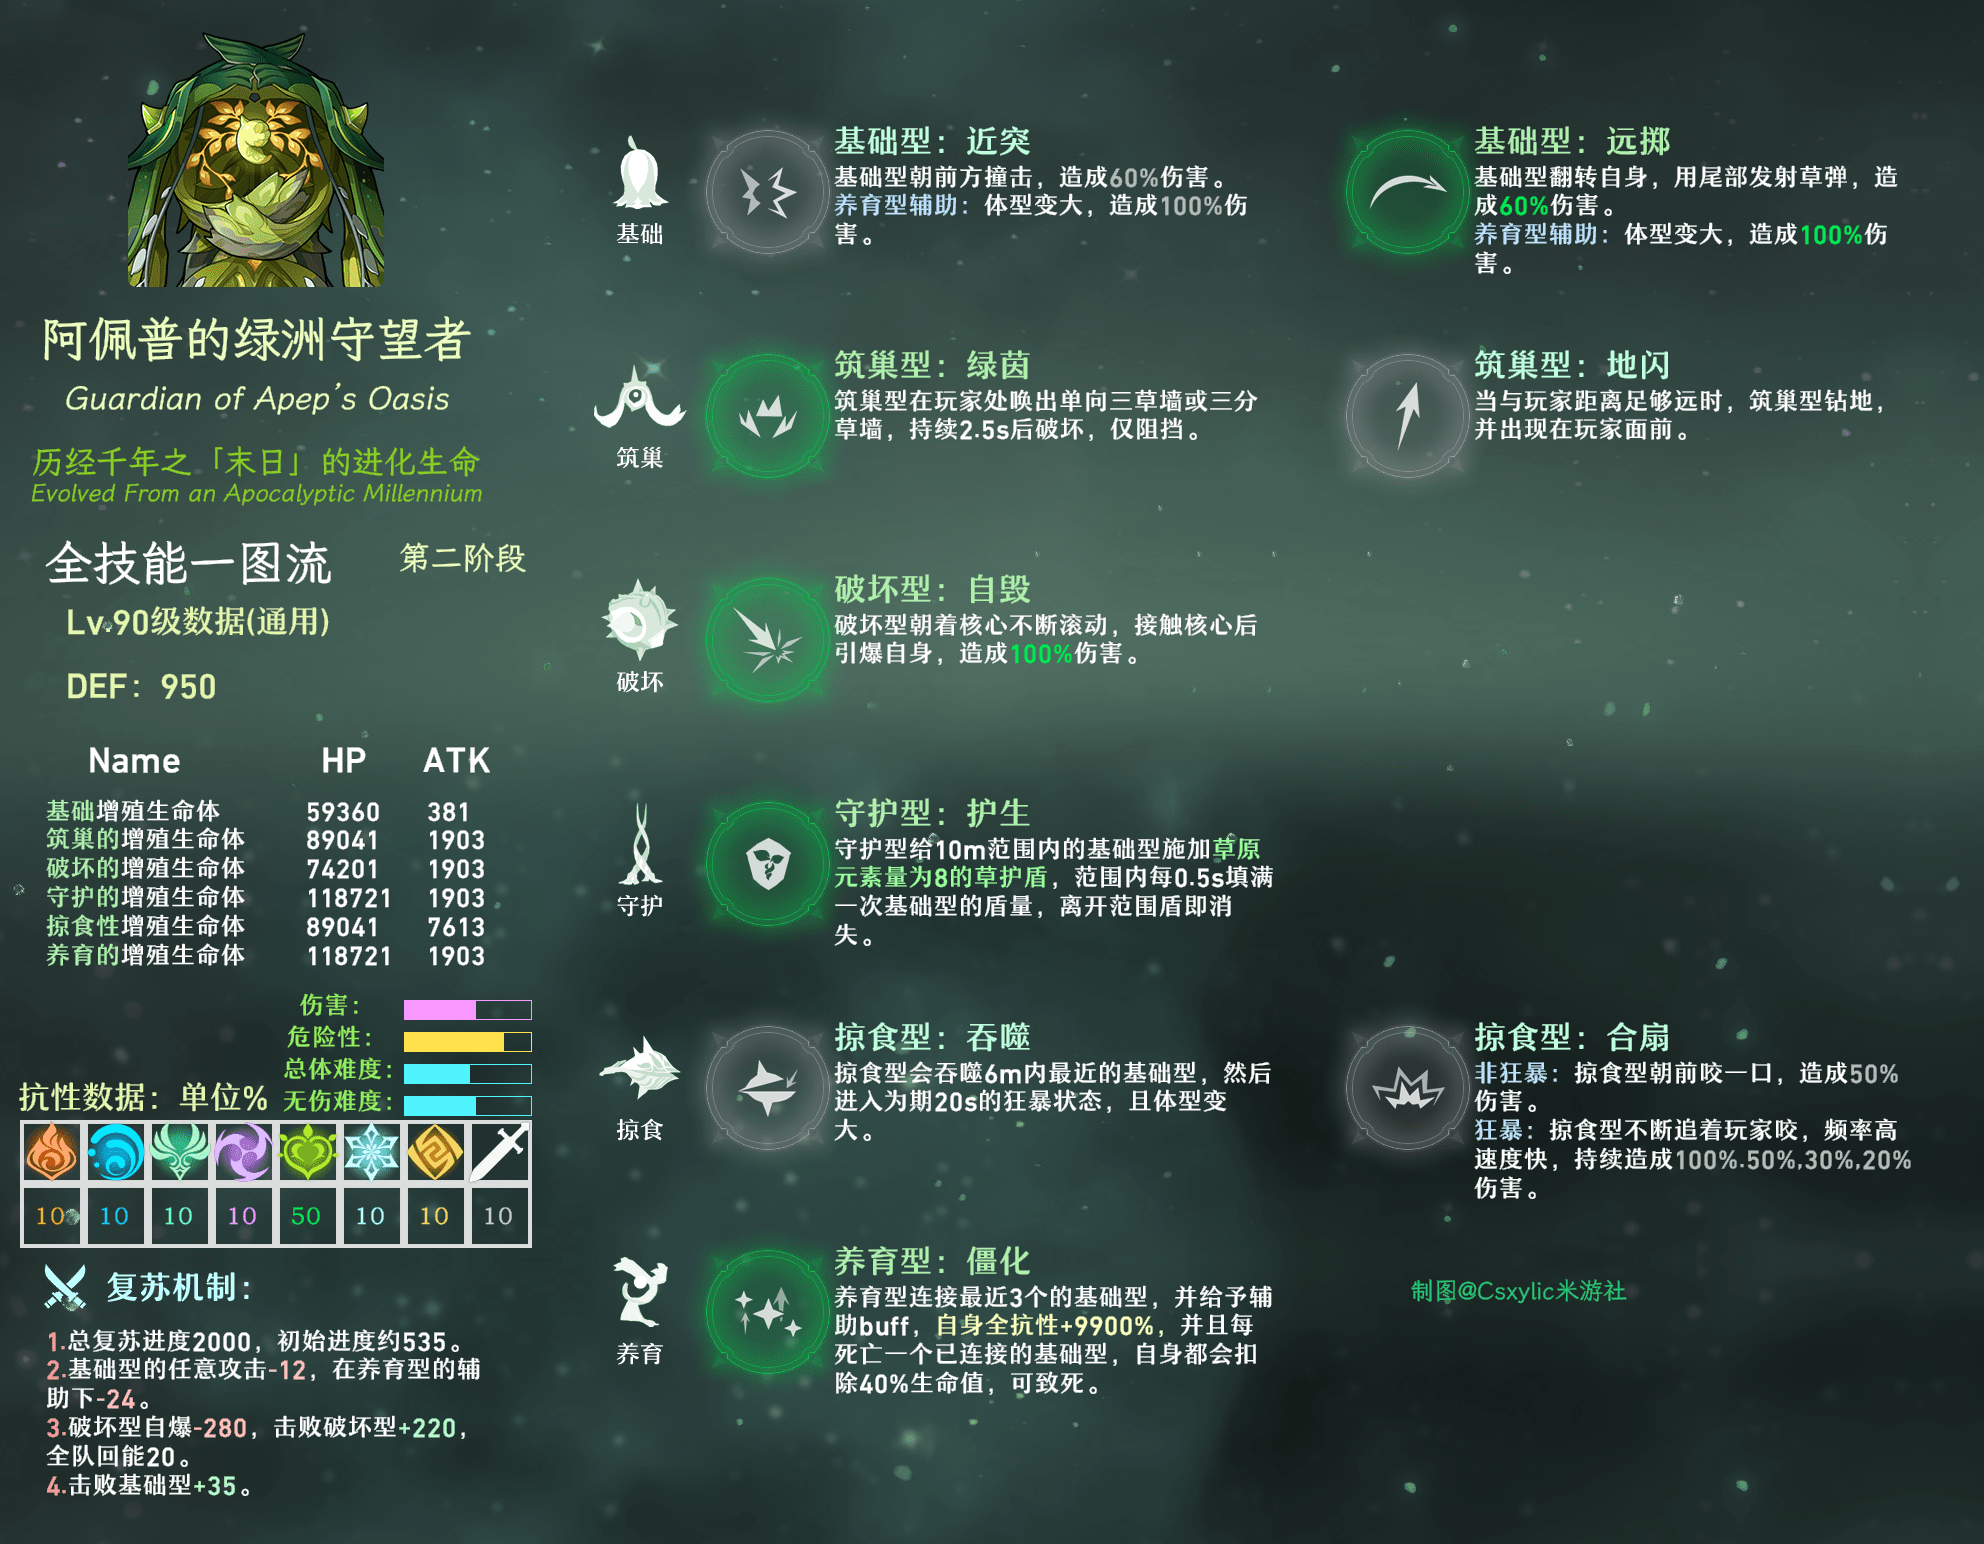 阿佩普的绿洲守望者
Guardian of Apep's Oasis
历经千年之「末日」的进化生命
Evolved From an Apocalyptic Millennium
全技能一图流
第二阶段
Lv.90级数据(通用)
DEF：950
Name HP ATK
基础增殖生命体 59360 381
筑巢的增殖生命体 89041 1903
破坏的增殖生命体 74201 1903
守护的增殖生命体 118721 1903
掠食性增殖生命体 89041 7613
养育的增殖生命体 118721 1903
伤害：
危险性：
总体难度：
无伤难度：
抗性数据：单位%
10 10 10 10 50 10 10 10
复苏机制：
1.总复苏进度2000，初始进度约535。
2.基础型的任意攻击-12，在养育型的辅
助下-24。
3.破坏型自爆-280，击败破坏型+220，
全队回能20。
4.击败基础型+35。
基础
基础型：近突
基础型朝前方撞击，造成60%伤害。
养育型辅助：体型变大，造成100%伤
害。
基础型：远掷
基础型翻转自身，用尾部发射草弹，造
成60%伤害。
养育型辅助：体型变大，造成100%伤
害。
筑巢
筑巢型：绿茵
筑巢型在玩家处唤出单向三草墙或三分
草墙，持续2.5s后破坏，仅阻挡。
筑巢型：地闪
当与玩家距离足够远时，筑巢型钻地，
并出现在玩家面前。
破坏
破坏型：自毁
破坏型朝着核心不断滚动，接触核心后
引爆自身，造成100%伤害。
守护
守护型：护生
守护型给10m范围内的基础型施加草原
元素量为8的草护盾，范围内每0.5s填满
一次基础型的盾量，离开范围盾即消
失。
掠食
掠食型：吞噬
掠食型会吞噬6m内最近的基础型，然后
进入为期20s的狂暴状态，且体型变
大。
掠食型：合扇
非狂暴：掠食型朝前咬一口，造成50%
伤害。
狂暴：掠食型不断追着玩家咬，频率高
速度快，持续造成100%.50%,30%,20%
伤害。
养育
养育型：僵化
养育型连接最近3个的基础型，并给予辅
助buff，自身全抗性+9900%，并且每
死亡一个已连接的基础型，自身都会扣
除40%生命值，可致死。
制图@Csxylic米游社